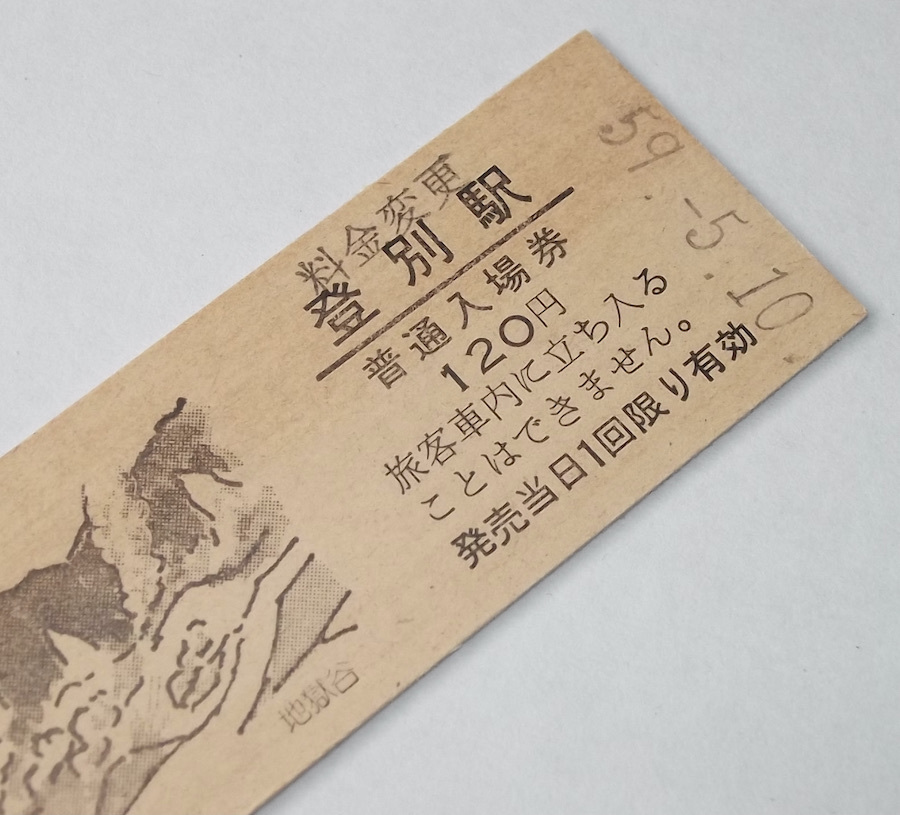 59.-5.10
料金変更
登別駅
普通入場券
120円
旅客車内に立ち入る
ことはできません。
発売当日1回限り有効
地獄谷